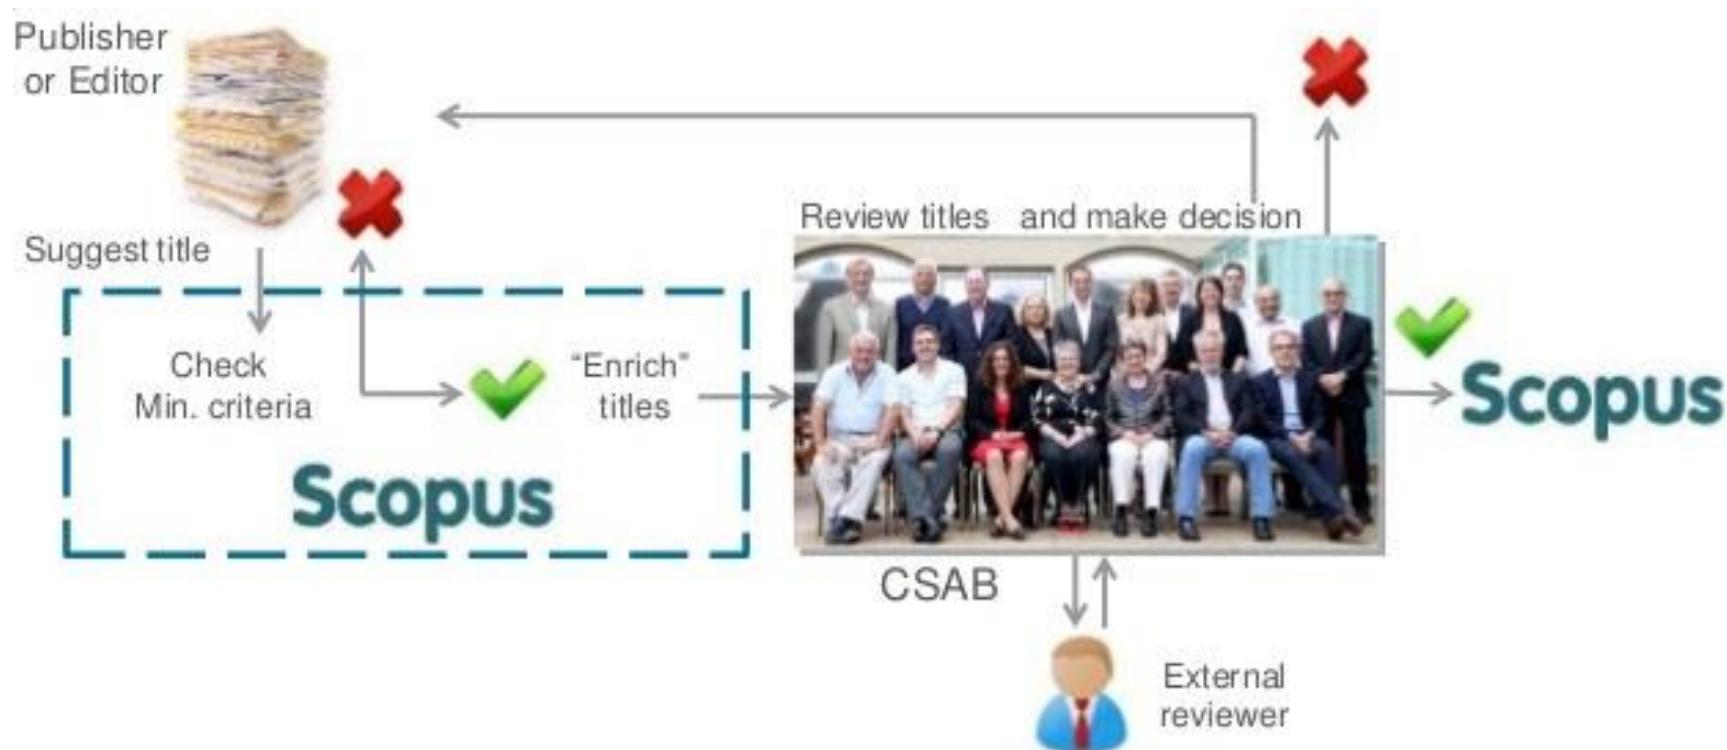 Publisher
or Editor
Suggest title
Check
Min. criteria
“Enrich”
titles
Scopus
Review titles and make decision
CSAB
External
reviewer
Scopus